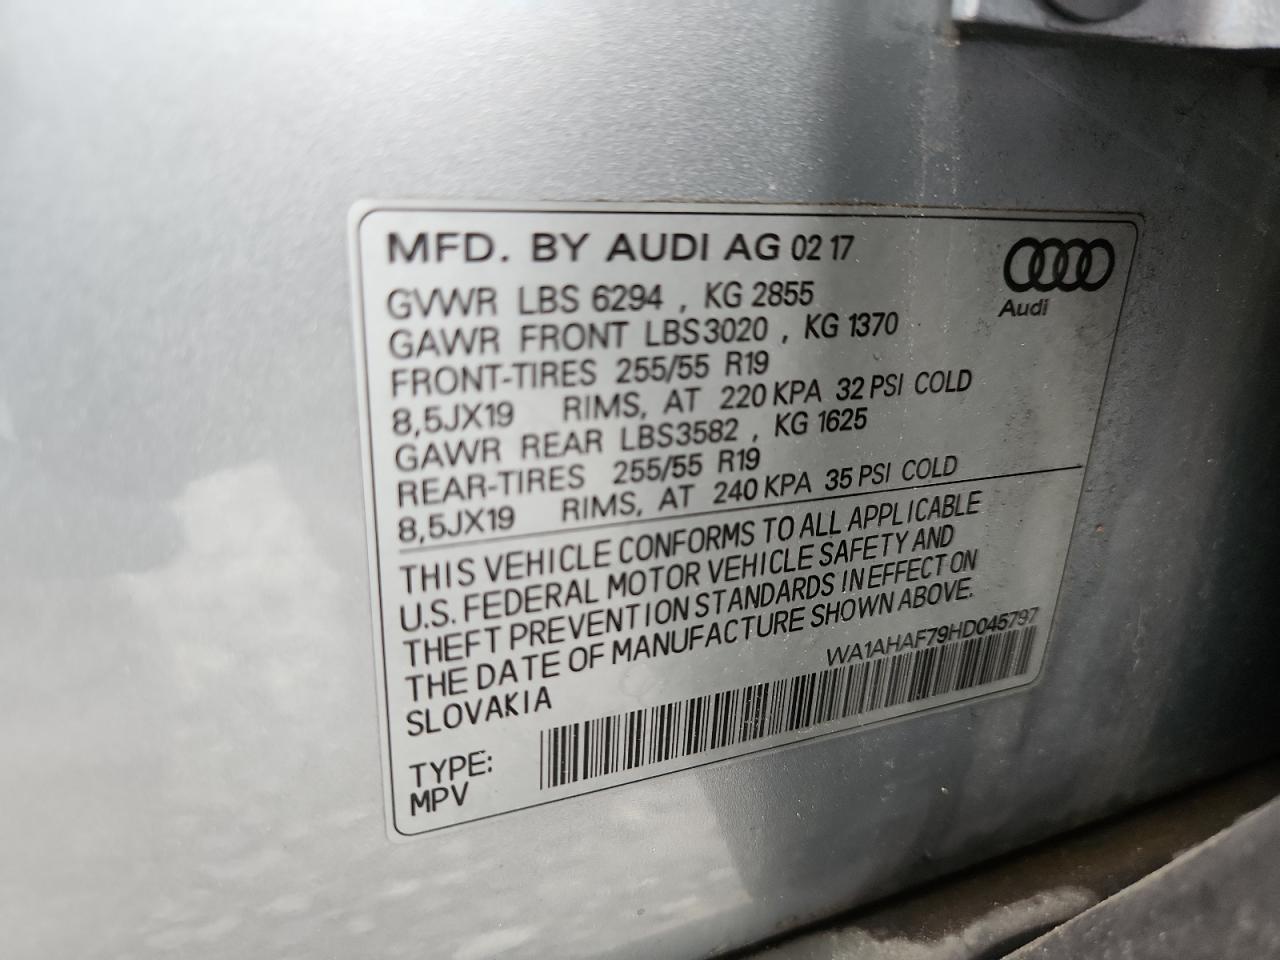 MFD. BY AUDI AG 02 17
Audi
GVWR LBS 6294 , KG 2855
GAWR FRONT LBS3020 , KG 1370
FRONT-TIRES 255/55 R19
8,5JX19 RIMS, AT 220 KPA 32 PSI COLD
GAWR REAR LBS3582 , KG 1625
REAR-TIRES 255/55 R19
8,5JX19 RIMS, AT 240 KPA 35 PSI COLD
THIS VEHICLE CONFORMS TO ALL APPLICABLE
U.S. FEDERAL MOTOR VEHICLE SAFETY AND
THEFT PREVENTION STANDARDS IN EFFECT ON
THE DATE OF MANUFACTURE SHOWN ABOVE.
SLOVAKIA
WA1AHAF79HD045797
TYPE:
MPV